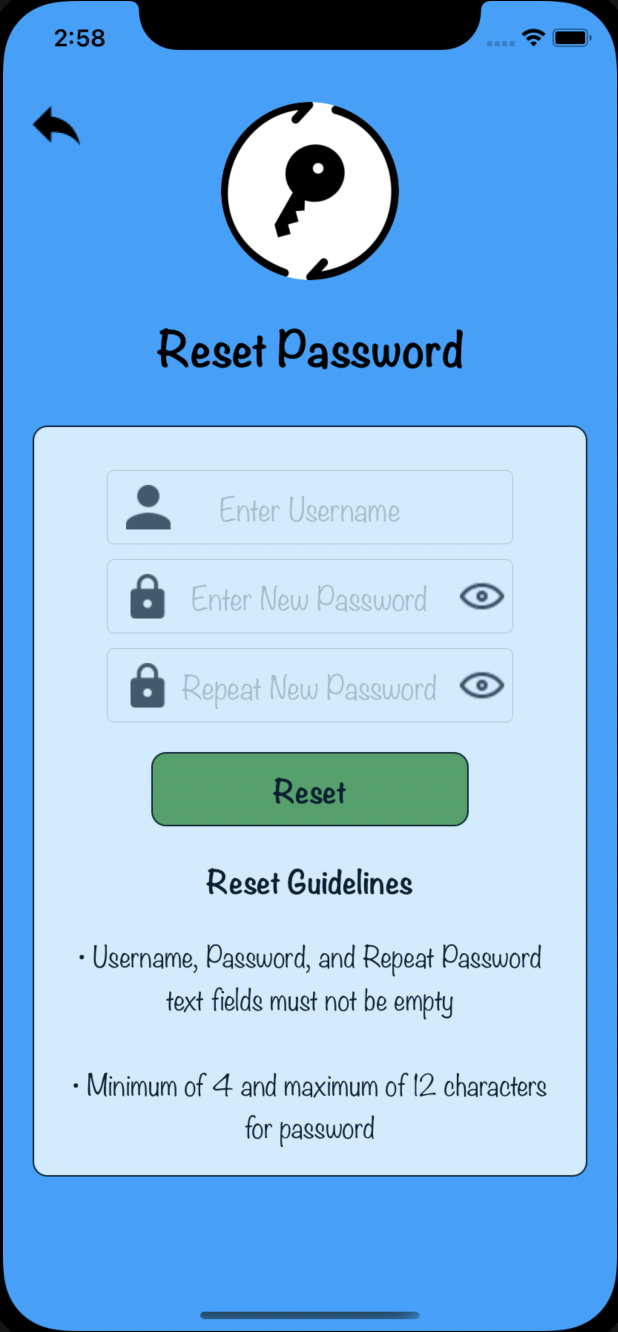 2:58
Reset Password
Enter Username
Enter New Password
Repeat New Password
Reset
Reset Guidelines
• Username, Password, and Repeat Password
text fields must not be empty
• Minimum of 4 and maximum of 12 characters
for password